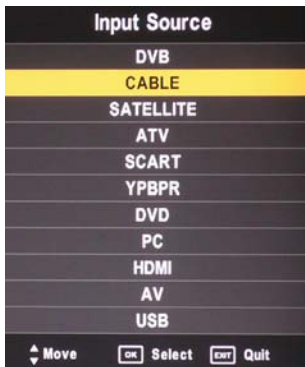 Input Source
DVB
CABLE
SATELLITE
ATV
SCART
YPBPR
DVD
PC
HDMI
AV
USB
Move OK Select EXIT Quit